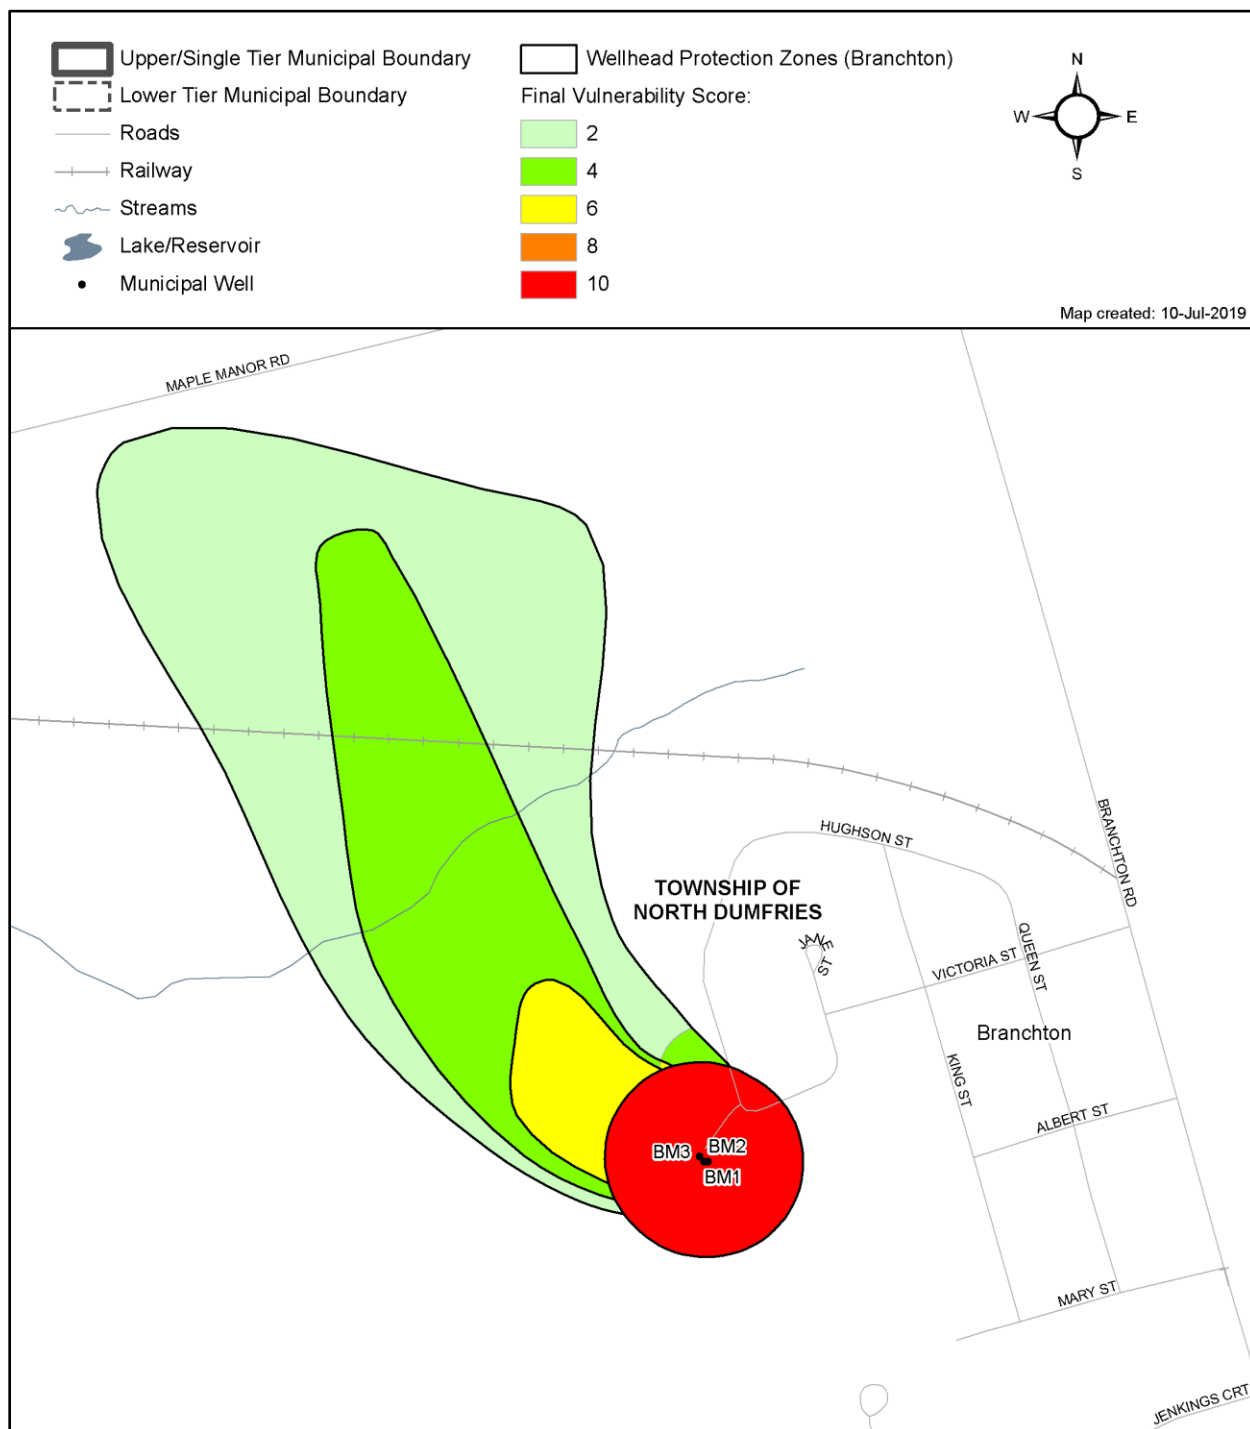 Upper/Single Tier Municipal Boundary
Lower Tier Municipal Boundary
Roads
Railway
Streams
Lake/Reservoir
Municipal Well
Wellhead Protection Zones (Branchton)
Final Vulnerability Score:
2
4
6
8
10
N
W E
S
Map created: 10-Jul-2019
MAPLE MANOR RD
BRANCHTON RD
HUGHSON ST
TOWNSHIP OF
NORTH DUMFRIES
JANE
ST
QUEEN ST
VICTORIA ST
Branchton
KING ST
ALBERT ST
BM3 BM2
BM1
MARY ST
JENKINGS CRT